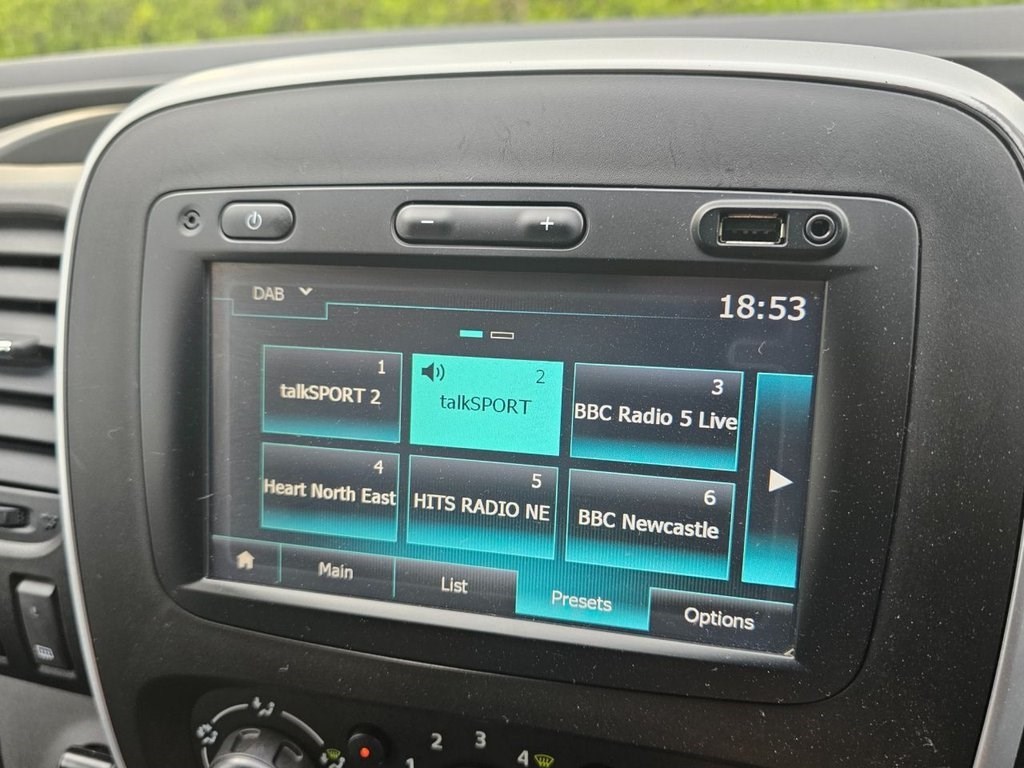 − +
DAB
18:53
1
talkSPORT 2
2
talkSPORT
3
BBC Radio 5 Live
4
Heart North East
5
HITS RADIO NE
6
BBC Newcastle
Main List Presets Options
1 2 3 4